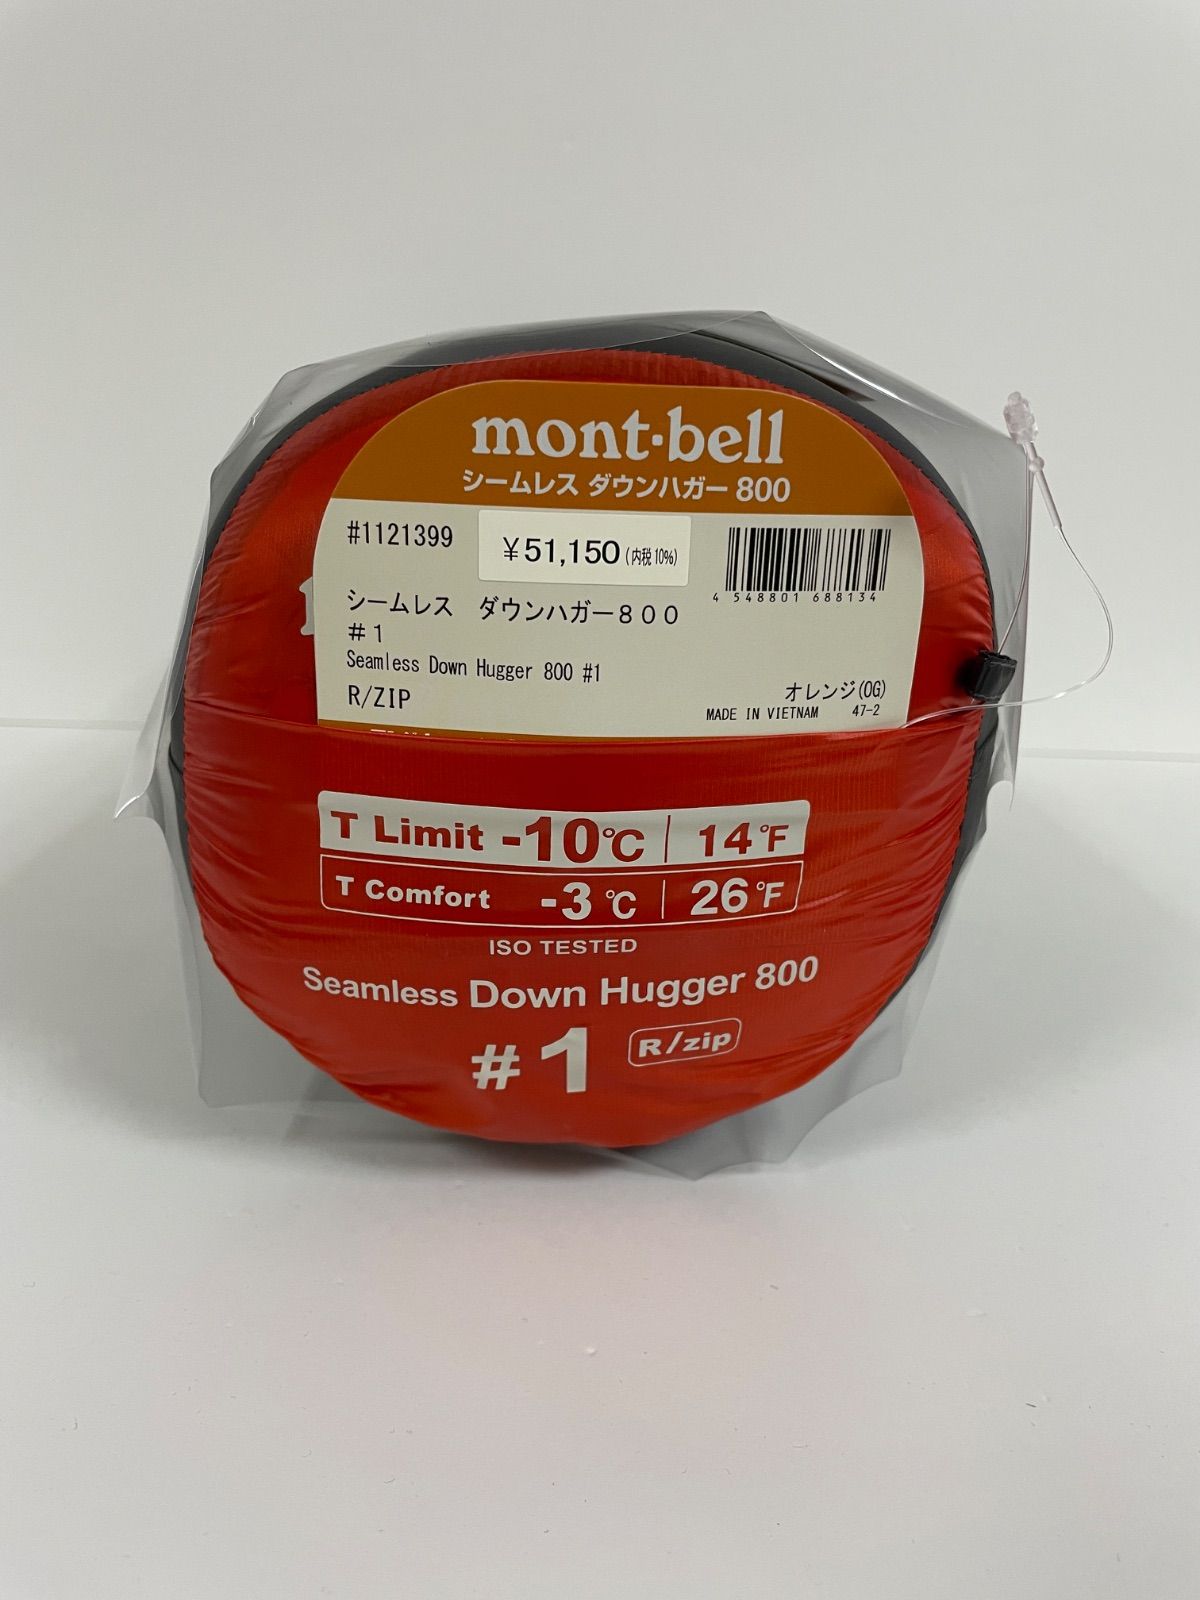 mont-bell
シームレス ダウンハガー 800
#1121399
¥51,150(内税10%)
4 548801 688134
シームレス ダウンハガー800
#1
Seamless Down Hugger 800 #1
R/ZIP
オレンジ(OG)
MADE IN VIETNAM 47-2
T Limit -10℃ 14°F
T Comfort -3℃ 26°F
ISO TESTED
Seamless Down Hugger 800
#1 R/zip